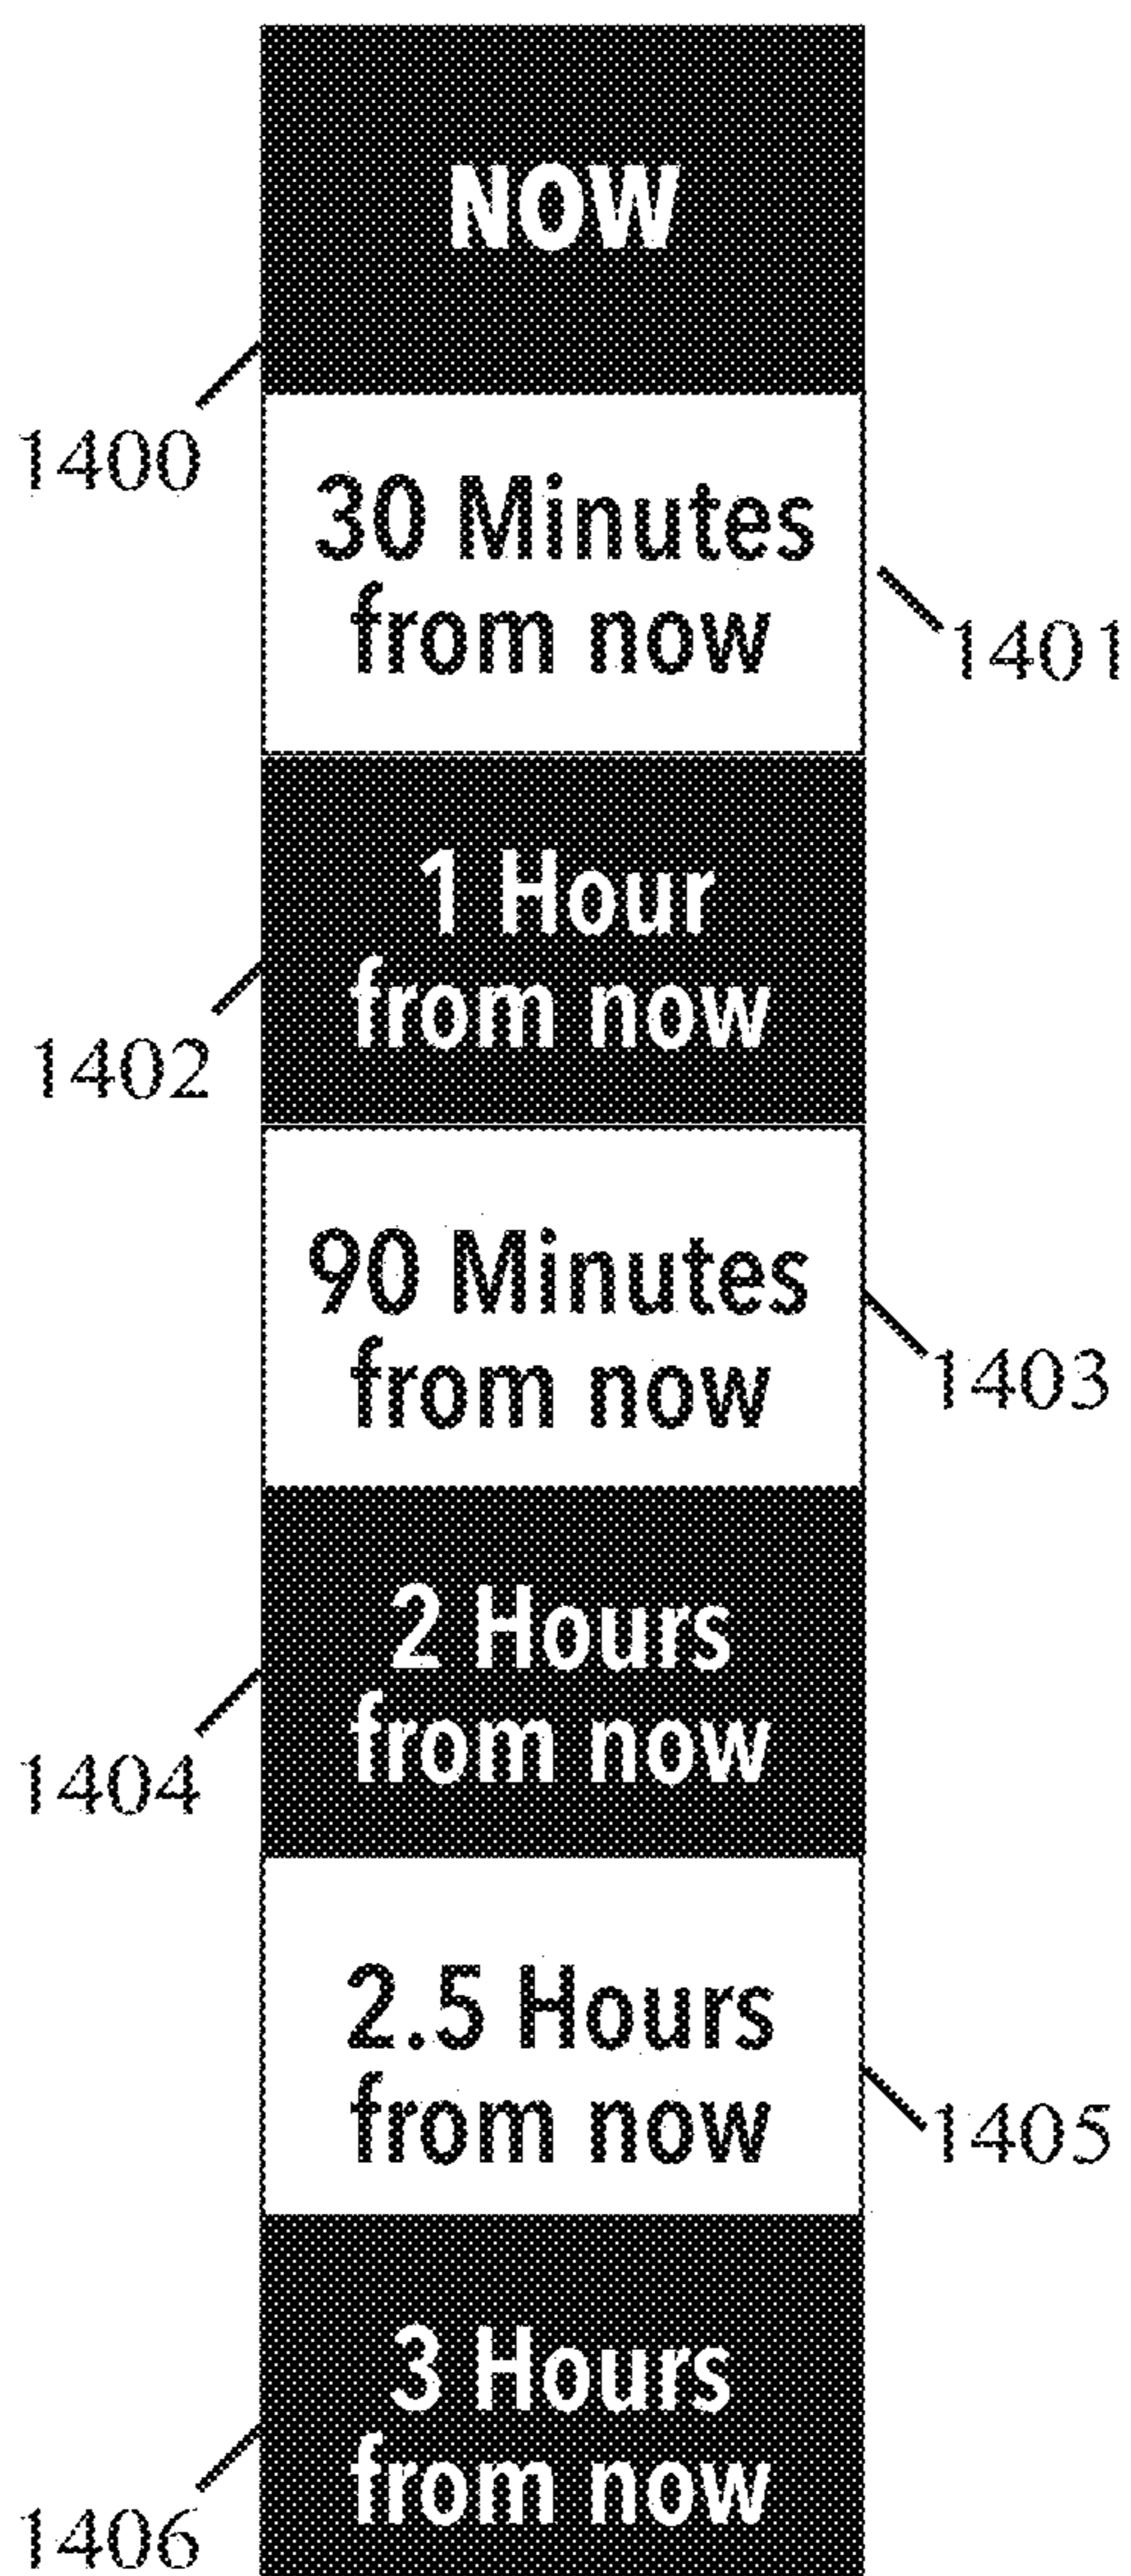 NOW
1400
30 Minutes
from now
1401
1 Hour
from now
1402
90 Minutes
from now
1403
2 Hours
from now
1404
2.5 Hours
from now
1405
3 Hours
from now
1406